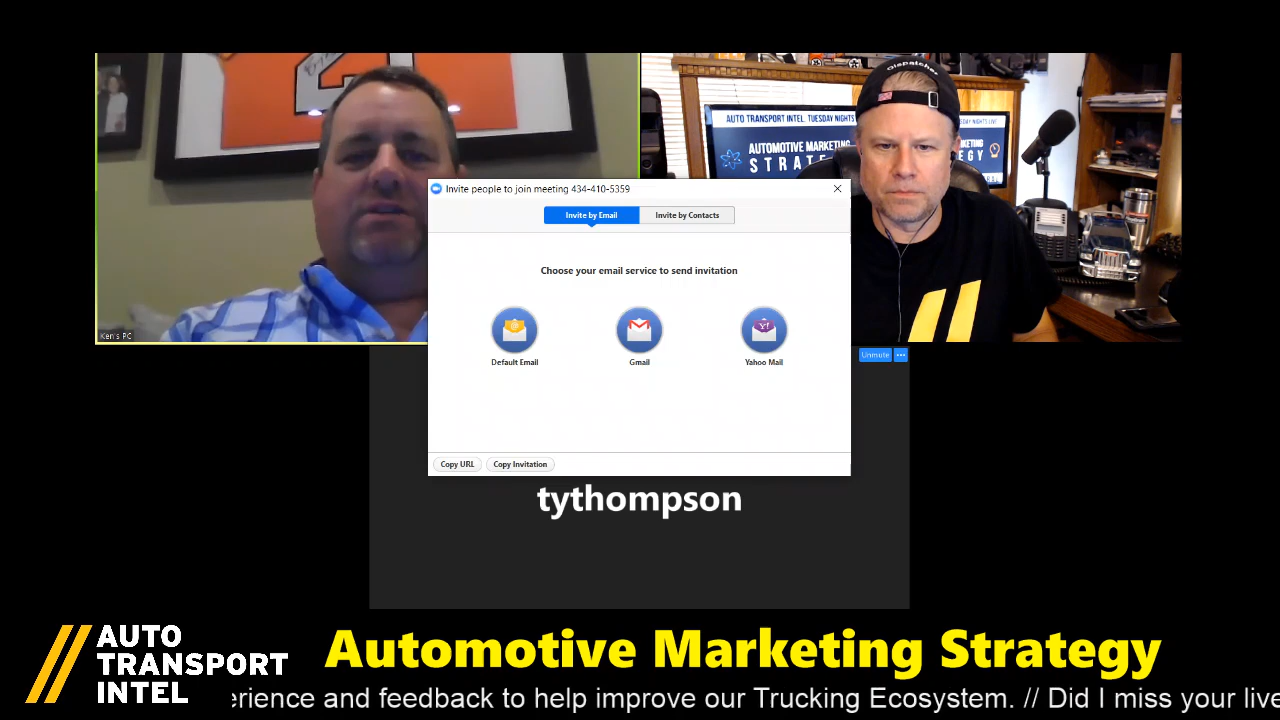 Dispatcher
AUTO TRANSPORT INTEL. TUESDAY NIGHTS
AUTOMOTIVE MARKETING
Ken's PC
Invite people to join meeting 434-410-5359
Invite by Email
Invite by Contacts
Choose your email service to send invitation
Default Email
Gmail
Yahoo Mail
Copy URL
Copy Invitation
Unmute
tythompson
AUTO
TRANSPORT
INTEL
Automotive Marketing Strategy
erience and feedback to help improve our Trucking Ecosystem. // Did I miss your live